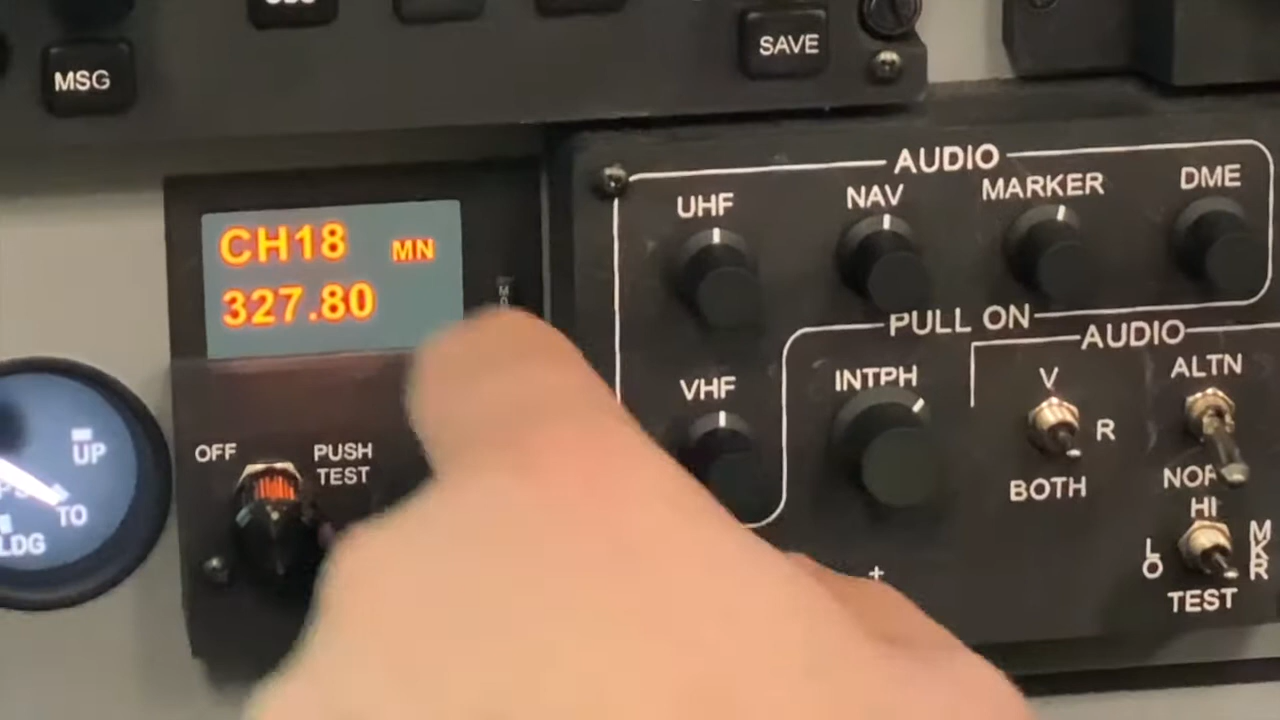 MSG
SAVE
CH18 MN
327.80
OFF
PUSH
TEST
UP
TO
LDG
AUDIO
UHF
NAV
MARKER
DME
PULL ON
VHF
INTPH
AUDIO
V
R
BOTH
ALTN
HI
LO
MKR
TEST
+